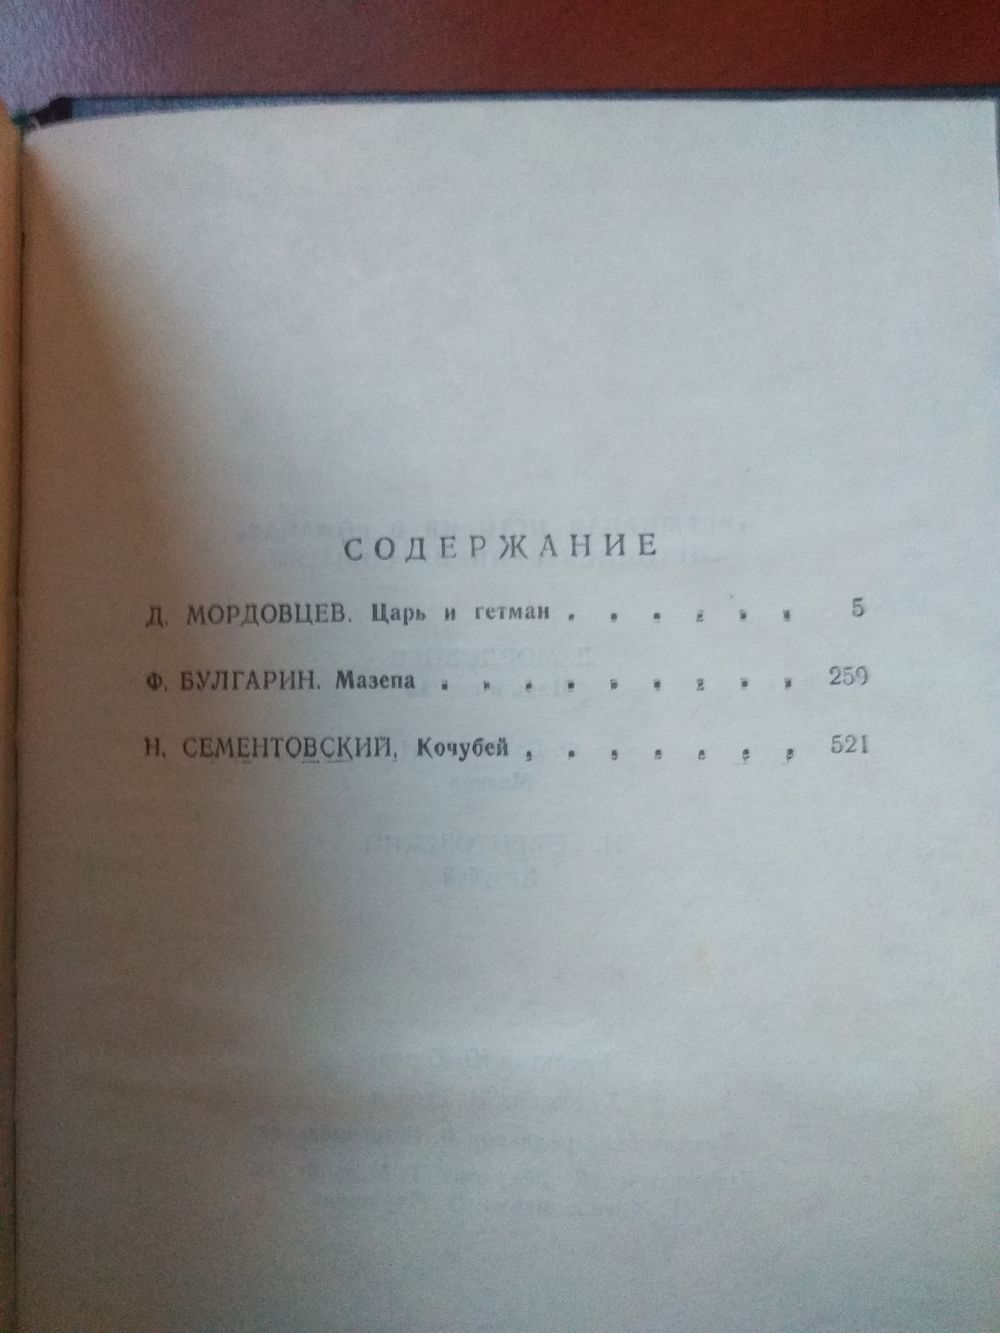 СОДЕРЖАНИЕ
Д. МОРДОВЦЕВ. Царь и гетман . . . . . . 5
Ф. БУЛГАРИН. Мазепа . . . . . . . . . 259
Н. СЕМЕНТОВСКИЙ. Кочубей . . . . . . . 521